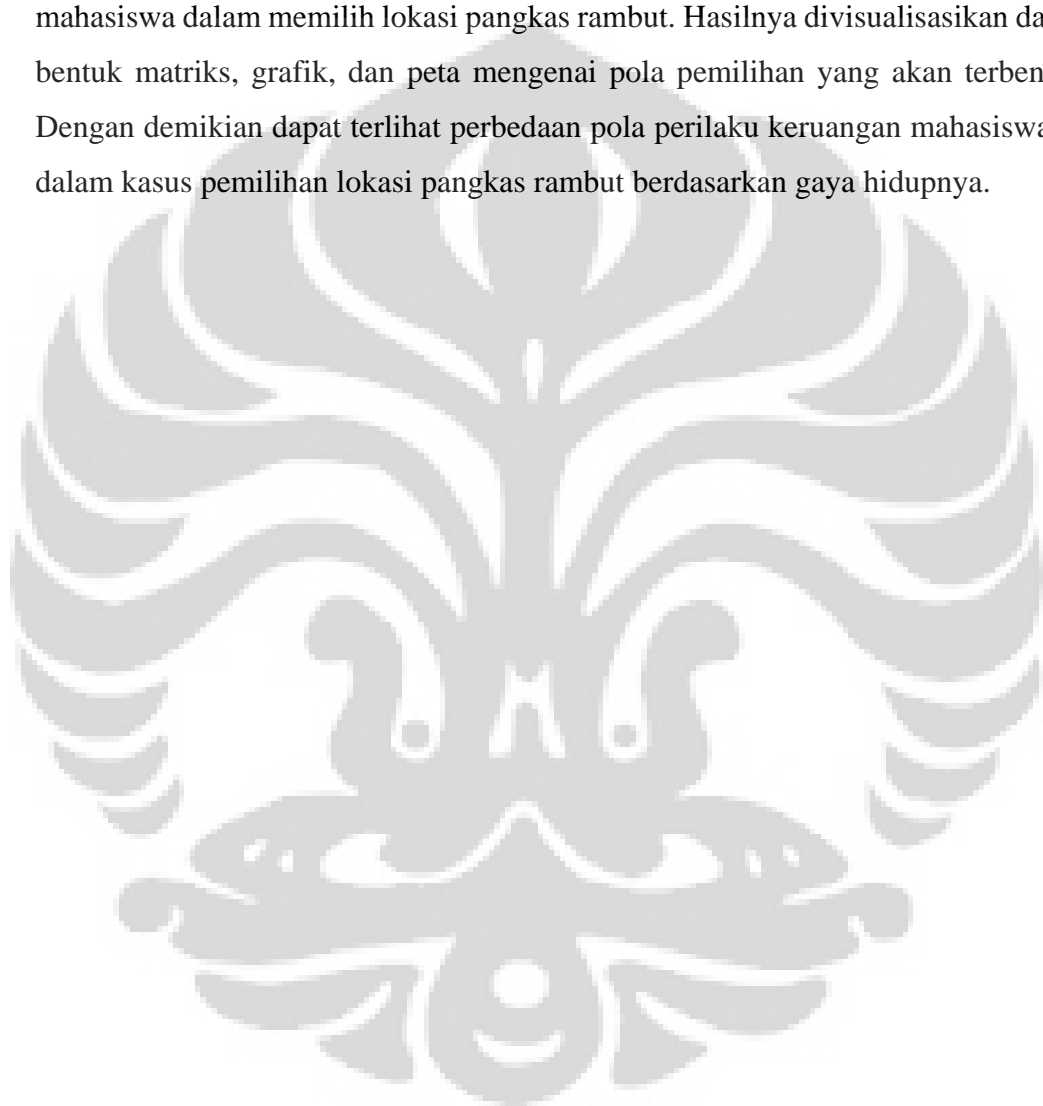 mahasiswa dalam memilih lokasi pangkas rambut. Hasilnya divisualisasikan da
bentuk matriks, grafik, dan peta mengenai pola pemilihan yang akan terben
Dengan demikian dapat terlihat perbedaan pola perilaku keruangan mahasiswa
dalam kasus pemilihan lokasi pangkas rambut berdasarkan gaya hidupnya.